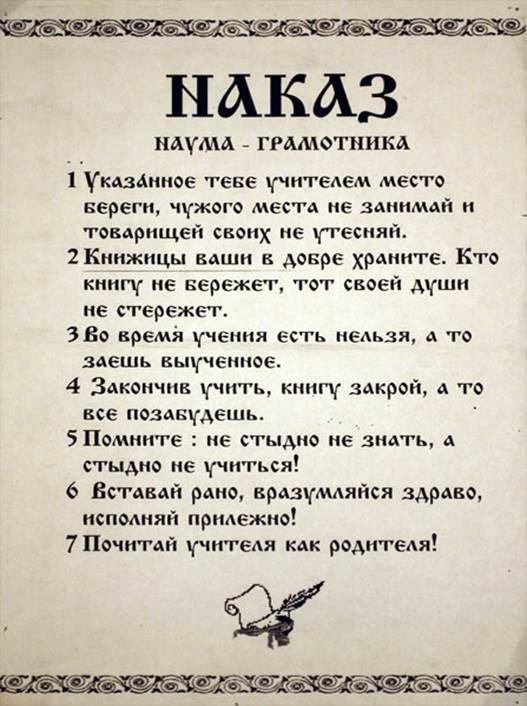 НАКАЗ
НАУМА - ГРАМОТНИКА
1 Указанное тебе учителем место
береги, чужого места не занимай и
товарищей своих не утесняй.
2 Книжицы ваши в добре храните. Кто
книгу не бережет, тот своей души
не стережет.
3 Во время учения есть нельзя, а то
заешь выученное.
4 Закончив учить, книгу закрой, а то
все позабудешь.
5 Помните : не стыдно не знать, а
стыдно не учиться!
6 Вставай рано, вразумляйся здраво,
исполняй прилежно!
7 Почитай учителя как родителя!